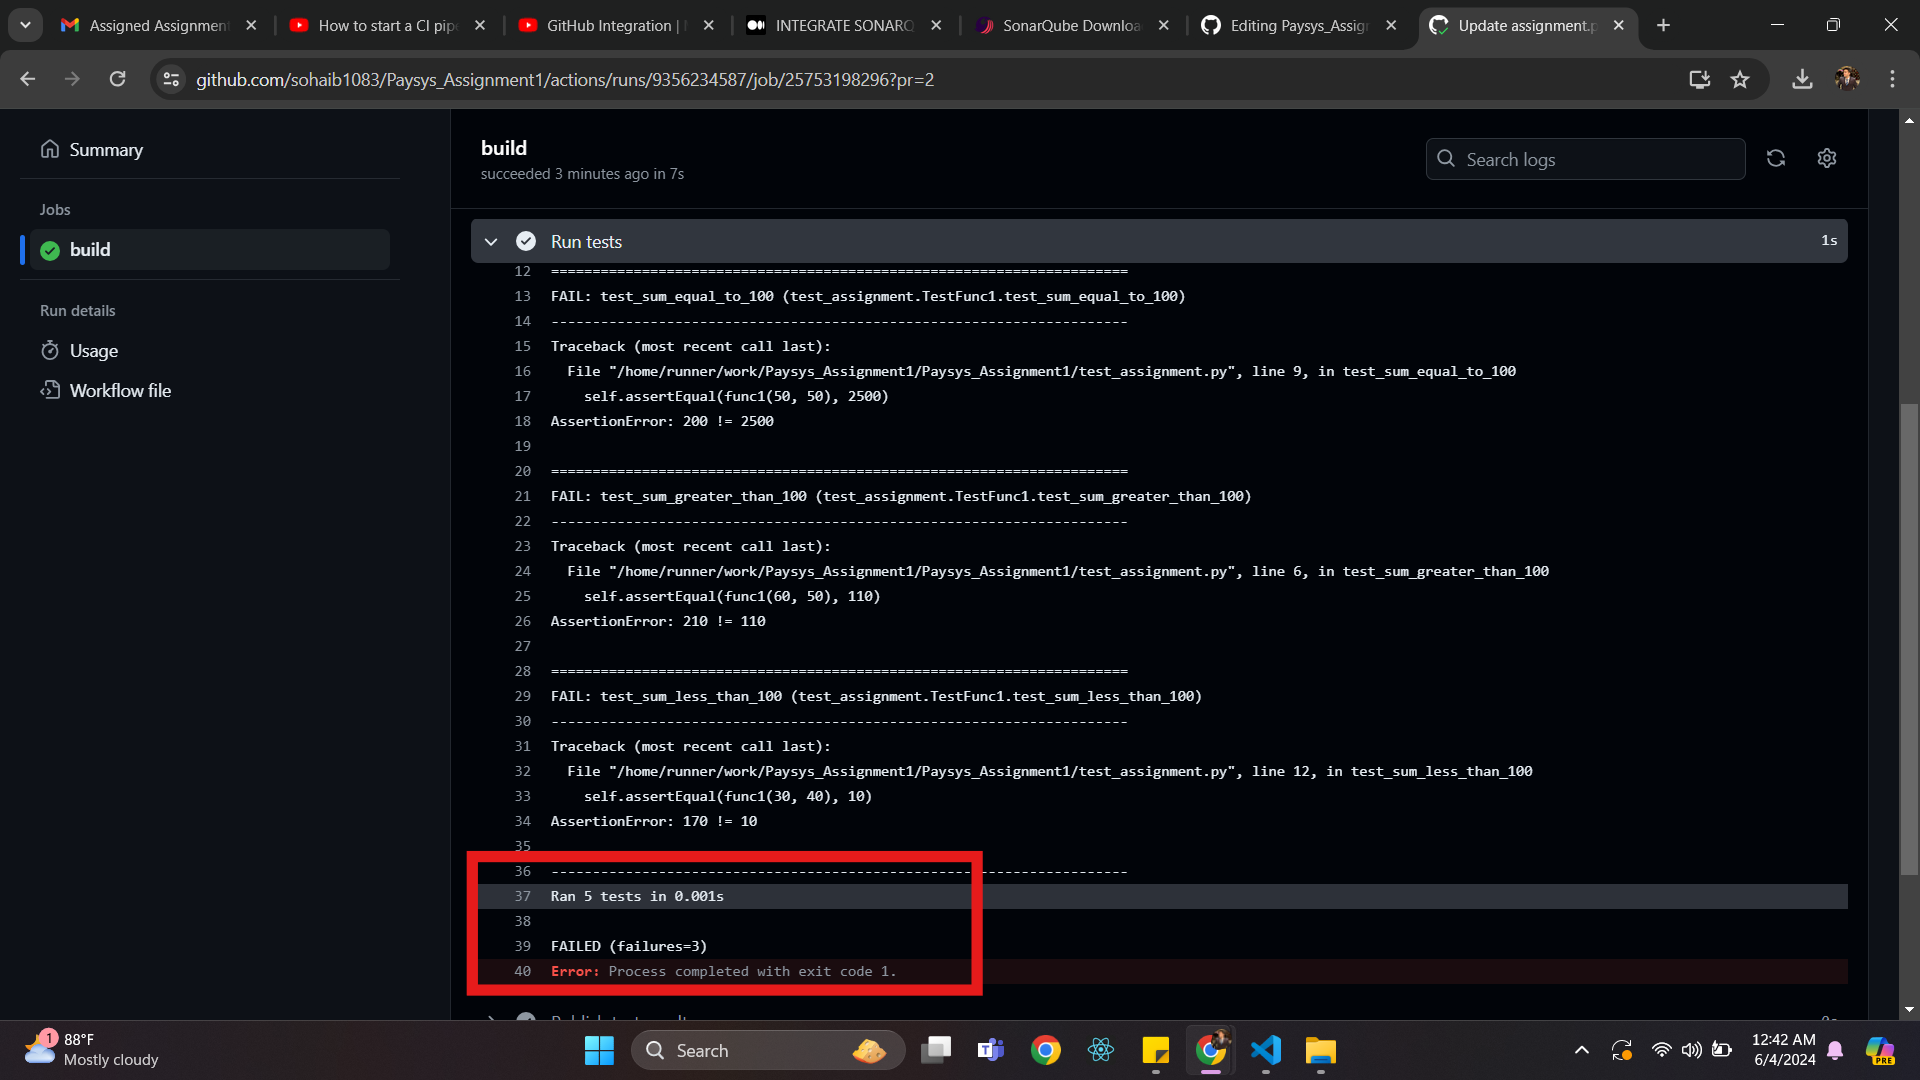 Assigned Assignment
How to start a CI pip
GitHub Integration |
INTEGRATE SONARQ
SonarQube Downloa
Editing Paysys_Assig
Update assignment.p
github.com/sohaib1083/Paysys_Assignment1/actions/runs/9356234587/job/25753198296?pr=2
Summary
Jobs
build
Run details
Usage
Workflow file
build
succeeded 3 minutes ago in 7s
Search logs
Run tests
1s
12 ======================================================================
13 FAIL: test_sum_equal_to_100 (test_assignment.TestFunc1.test_sum_equal_to_100)
14 ----------------------------------------------------------------------
15 Traceback (most recent call last):
16 File "/home/runner/work/Paysys_Assignment1/Paysys_Assignment1/test_assignment.py", line 9, in test_sum_equal_to_100
17 self.assertEqual(func1(50, 50), 2500)
18 AssertionError: 200 != 2500
19
20 ======================================================================
21 FAIL: test_sum_greater_than_100 (test_assignment.TestFunc1.test_sum_greater_than_100)
22 ----------------------------------------------------------------------
23 Traceback (most recent call last):
24 File "/home/runner/work/Paysys_Assignment1/Paysys_Assignment1/test_assignment.py", line 6, in test_sum_greater_than_100
25 self.assertEqual(func1(60, 50), 110)
26 AssertionError: 210 != 110
27
28 ======================================================================
29 FAIL: test_sum_less_than_100 (test_assignment.TestFunc1.test_sum_less_than_100)
30 ----------------------------------------------------------------------
31 Traceback (most recent call last):
32 File "/home/runner/work/Paysys_Assignment1/Paysys_Assignment1/test_assignment.py", line 12, in test_sum_less_than_100
33 self.assertEqual(func1(30, 40), 10)
34 AssertionError: 170 != 10
35
36 ----------------------------------------------------------------------
37 Ran 5 tests in 0.001s
38
39 FAILED (failures=3)
40 Error: Process completed with exit code 1.
1
88°F
Mostly cloudy
Search
12:42 AM
6/4/2024
PRE